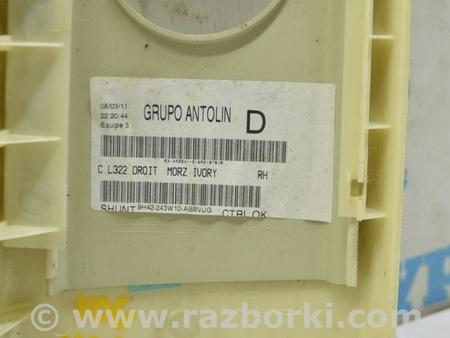 08/03/11
22:20:44
Equipe 3
GRUPO ANTOLIN
D
C L322 DROIT MORZ IVORY RH
SHUNT 9H42-243W10-AB8NUG CTRL OK
www.razborki.com